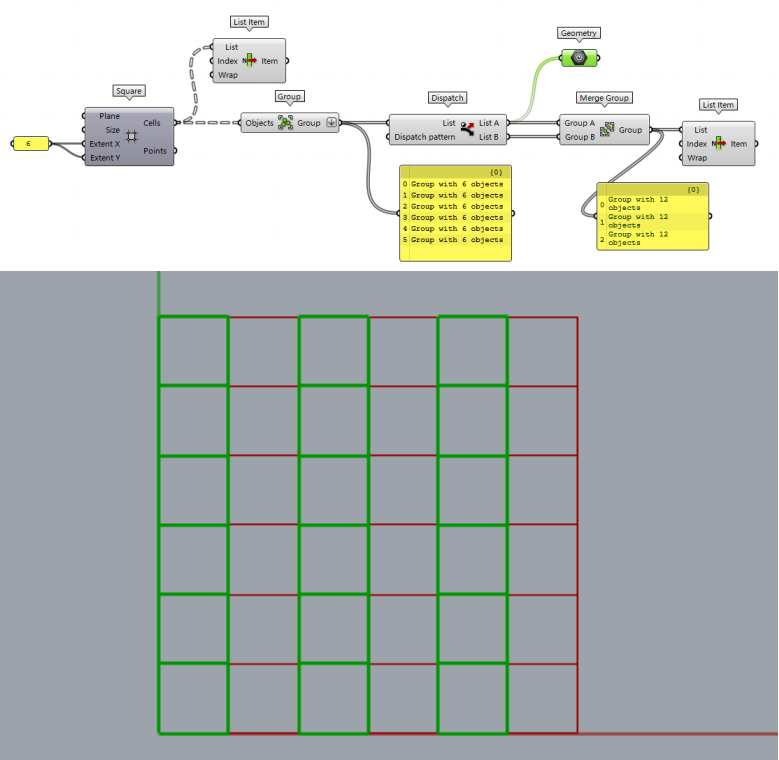 List Item
List
Index
Item
Wrap
Geometry
Square
Plane
Size
Extent X
Extent Y
Cells
Points
6
Group
Objects
Group
Dispatch
List
Dispatch pattern
List A
List B
Merge Group
Group A
Group B
Group
List Item
List
Index
Item
Wrap
{0}
0 Group with 6 objects
1 Group with 6 objects
2 Group with 6 objects
3 Group with 6 objects
4 Group with 6 objects
5 Group with 6 objects
{0}
0 Group with 12
objects
1 Group with 12
objects
2 Group with 12
objects